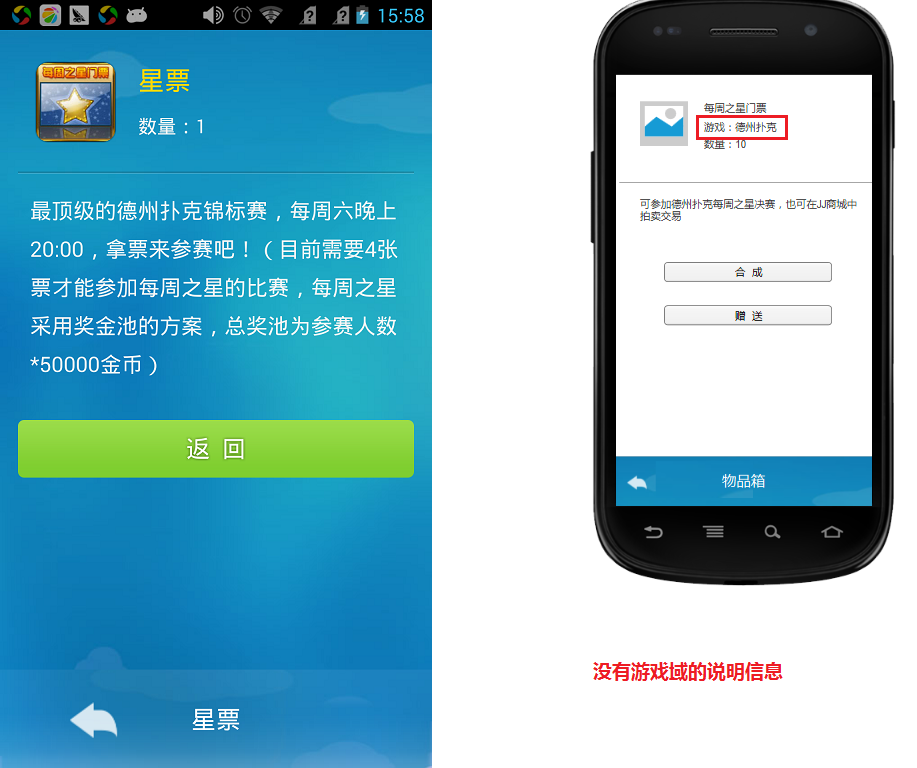 15:58
每周之星门票
星票
数量：1
最顶级的德州扑克锦标赛，每周六晚上
20:00，拿票来参赛吧！（目前需要4张
票才能参加每周之星的比赛，每周之星
采用奖金池的方案，总奖池为参赛人数
*50000金币）
返 回
星票
每周之星门票
游戏：德州扑克
数量：10
可参加德州扑克每周之星决赛，也可在JJ商城中
拍卖交易
合 成
赠 送
物品箱
没有游戏域的说明信息